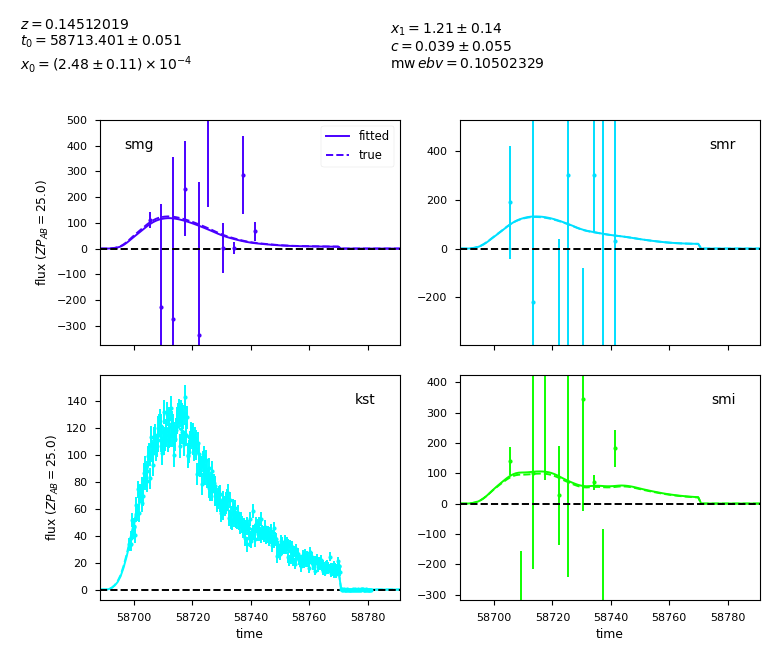 z = 0.14512019
t₀ = 58713.401 ± 0.051
x₀ = (2.48 ± 0.11) × 10⁻⁴
x₁ = 1.21 ± 0.14
c = 0.039 ± 0.055
mw ebv = 0.10502329
smg
fitted
true
500
400
300
200
100
0
−100
−200
−300
flux (ZP_AB = 25.0)
smr
400
200
0
−200
kst
140
120
100
80
60
40
20
0
flux (ZP_AB = 25.0)
58700 58720 58740 58760 58780
time
smi
400
300
200
100
0
−100
−200
−300
58700 58720 58740 58760 58780
time